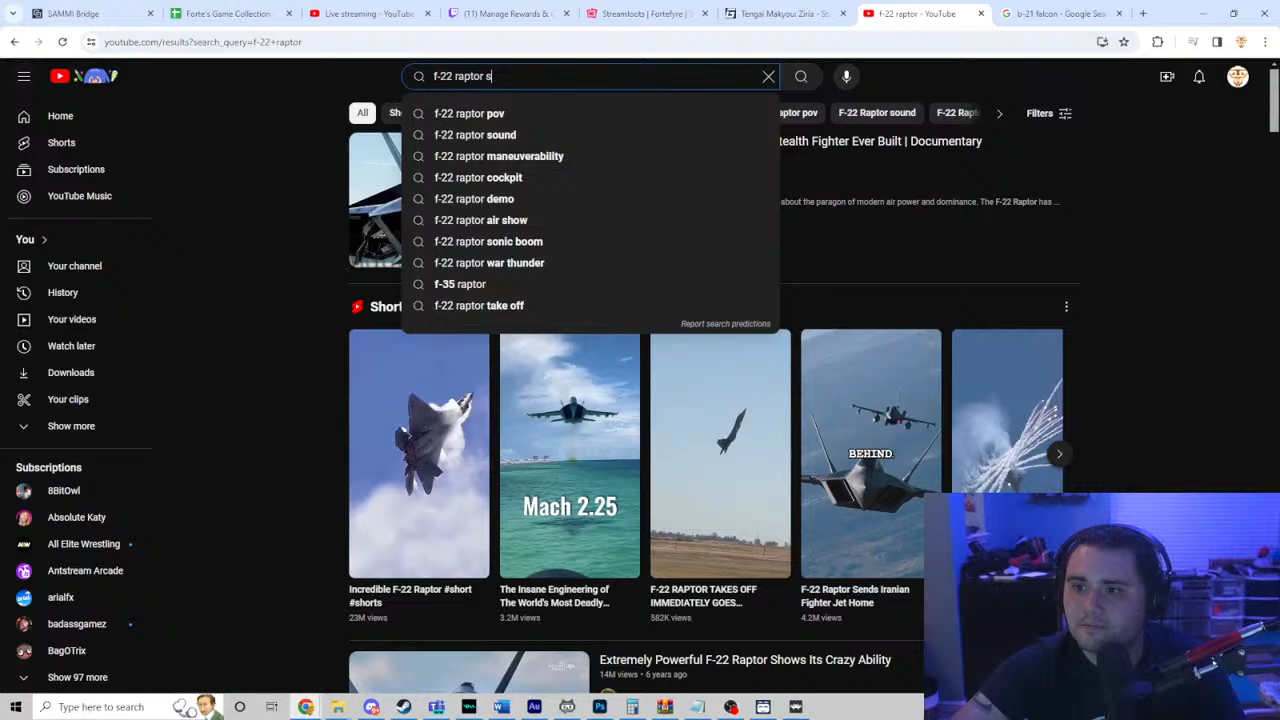 SAMMI Bridge
Forte's Game Collection -
Live streaming - YouTube
(11) Manage Rewards & C
Streamloots | Fortefyre | D
Tengai Makyou: Ziria - St
f-22 raptor - YouTube
b-21 falcon - Google Sea
youtube.com/results?search_query=f-22+raptor
f-22 raptor s
f-22 raptor pov
f-22 raptor sound
f-22 raptor maneuverability
f-22 raptor cockpit
f-22 raptor demo
f-22 raptor air show
f-22 raptor sonic boom
f-22 raptor war thunder
f-35 raptor
f-22 raptor take off
Report search predictions
Home
Shorts
Subscriptions
YouTube Music
You
Your channel
History
Your videos
Watch later
Downloads
Your clips
Show more
Subscriptions
8BitOwl
Absolute Katy
All Elite Wrestling
Antstream Arcade
arialfx
badassgamez
BagOTrix
Show 97 more
All
Sh
aptor pov
F-22 Raptor sound
F-22 Rapt
Filters
tealth Fighter Ever Built | Documentary
about the paragon of modern air power and dominance. The F-22 Raptor has ...
Short
Mach 2.25
BEHIND
Incredible F-22 Raptor #short
#shorts
23M views
The Insane Engineering of
The World's Most Deadly...
3.2M views
F-22 RAPTOR TAKES OFF
IMMEDIATELY GOES...
582K views
F-22 Raptor Sends Iranian
Fighter Jet Home
4.2M views
Extremely Powerful F-22 Raptor Shows Its Crazy Ability
14M views • 6 years ago
Type here to search